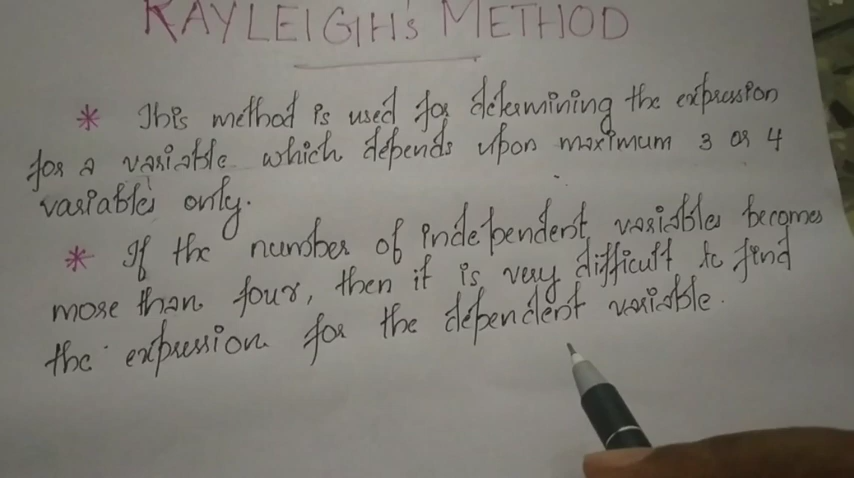 RAYLEIGH's METHOD
* This method is used for determining the expression
for a variable which depends upon maximum 3 or 4
variables only.
* If the number of independent variables becomes
more than four, then it is very difficult to find
the expression for the dependent variable.